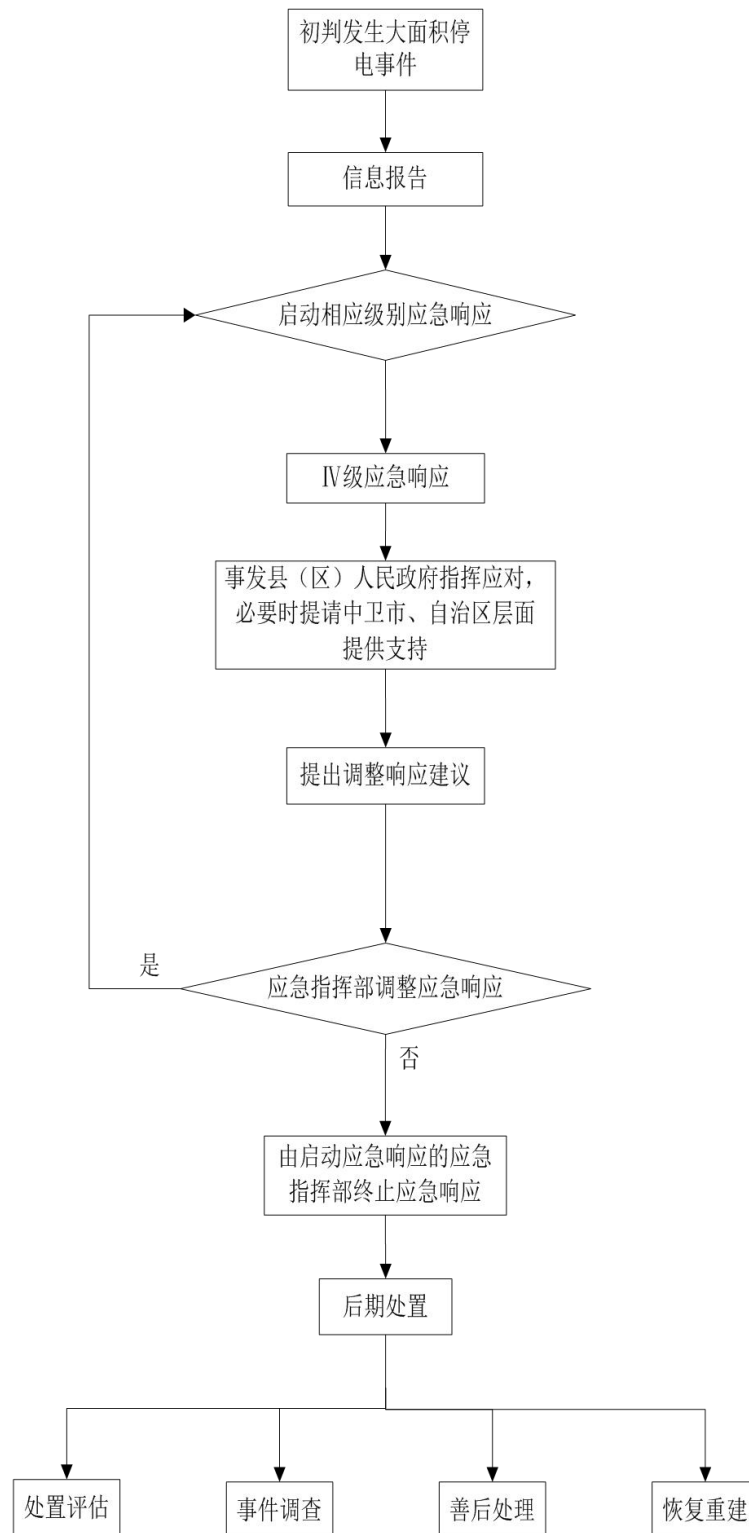 初判发生大面积停
电事件
信息报告
启动相应级别应急响应
Ⅳ级应急响应
事发县（区）人民政府指挥应对，
必要时提请中卫市、自治区层面
提供支持
提出调整响应建议
是
应急指挥部调整应急响应
否
由启动应急响应的应急
指挥部终止应急响应
后期处置
处置评估
事件调查
善后处理
恢复重建